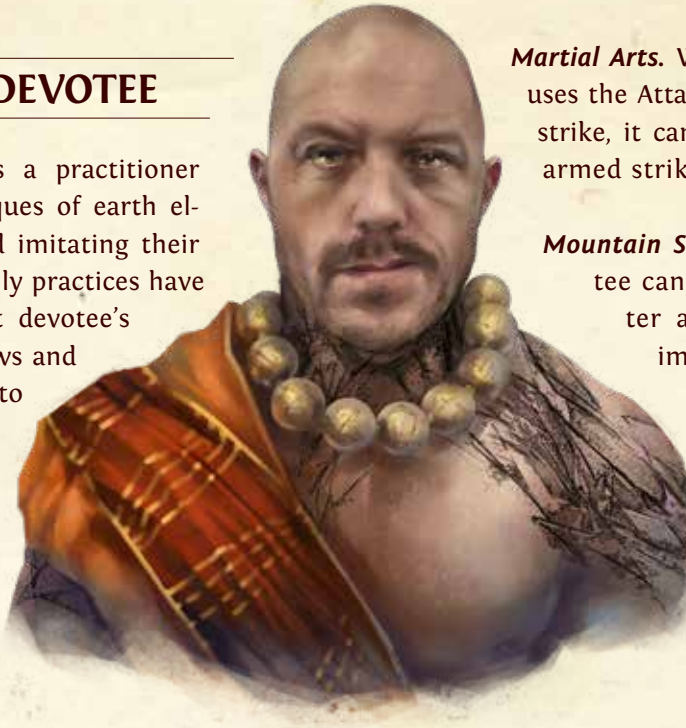 DEVOTEE
a practitioner
ques of earth el-
imitating their
ly practices have
devotee's
and
to
Martial Arts.
uses the Atta
strike, it can
armed strik
Mountain S
tee can
ter a
im